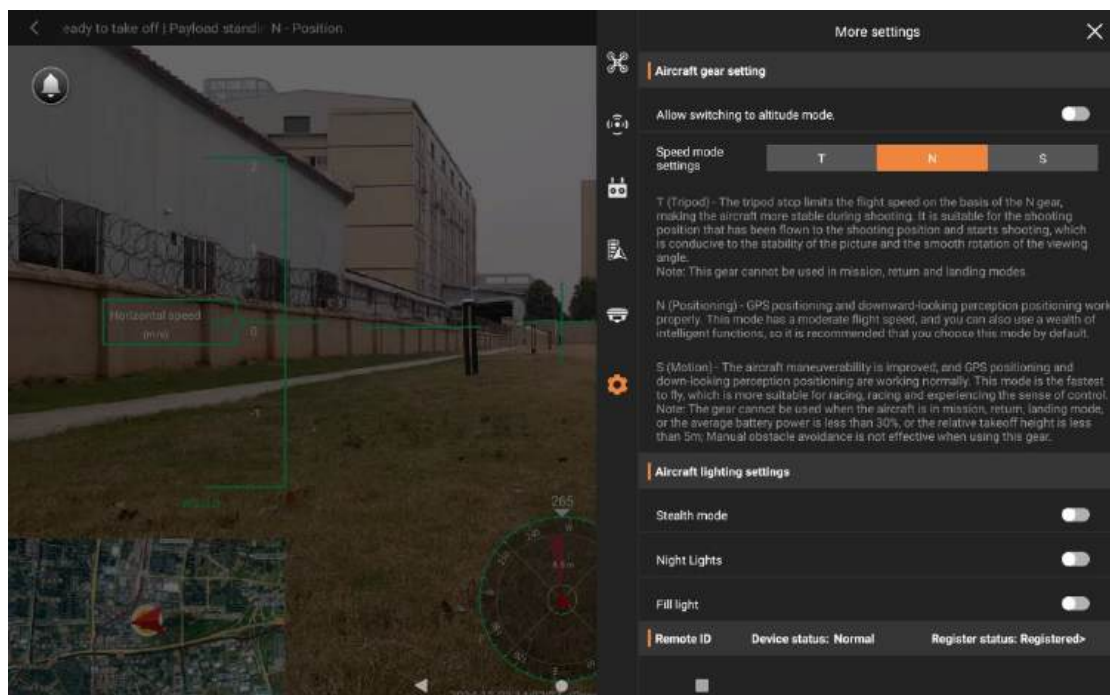 eady to take off | Payload standi N - Position
More settings
Aircraft gear setting
Allow switching to altitude mode.
Speed mode
settings
T
N
S
T (Tripod) - The tripod stop limits the flight speed on the basis of the N gear,
making the aircraft more stable during shooting. It is suitable for the shooting
position that has been flown to the shooting position and starts shooting, which
is conducive to the stability of the picture and the smooth rotation of the viewing
angle.
Note: This gear cannot be used in mission, return and landing modes.
N (Positioning) - GPS positioning and downward-looking perception positioning work
properly. This mode has a moderate flight speed, and you can also use a wealth of
intelligent functions, so it is recommended that you choose this mode by default.
S (Motion) - The aircraft maneuverability is improved, and GPS positioning and
down-looking perception positioning are working normally. This mode is the fastest
to fly, which is more suitable for racing, racing and experiencing the sense of control.
Note: The gear cannot be used when the aircraft is in mission, return, landing mode,
or the average battery power is less than 30%, or the relative takeoff height is less
than 5m; Manual obstacle avoidance is not effective when using this gear.
Aircraft lighting settings
Stealth mode
Night Lights
Fill light
Remote ID Device status: Normal Register status: Registered>
2
Horizontal speed
(m/s)
0
-1
265
W